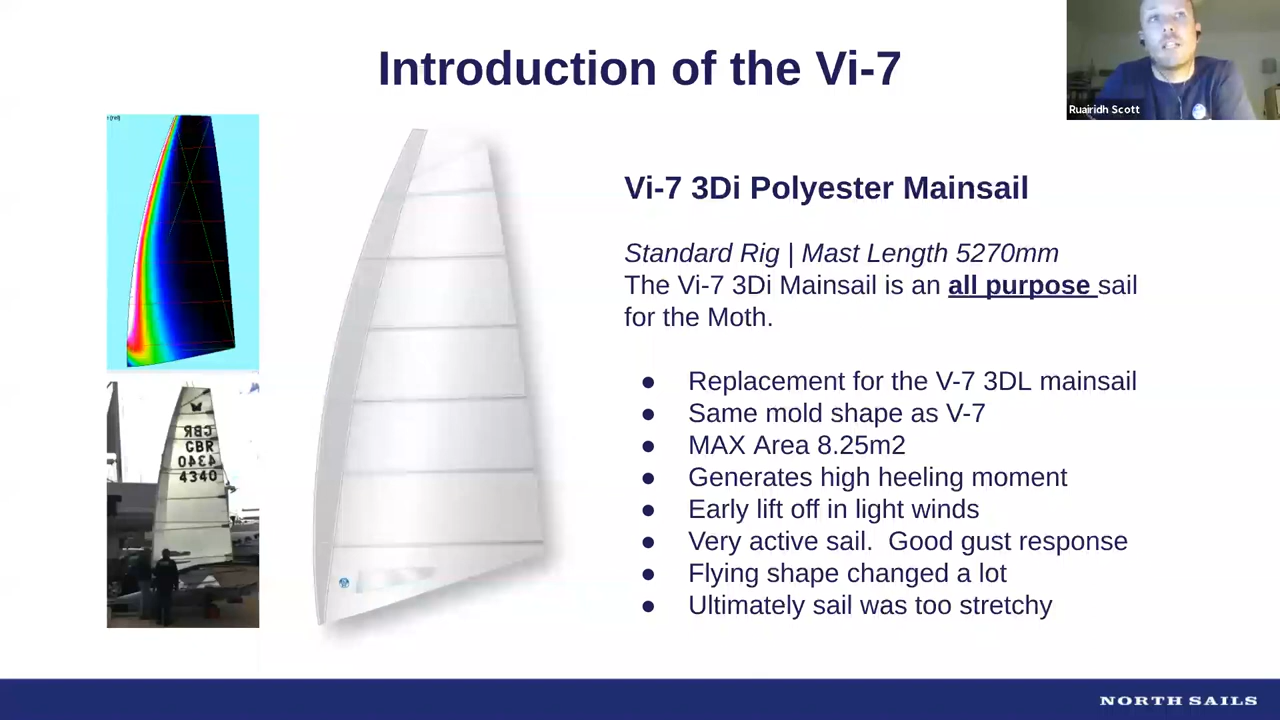 Introduction of the Vi-7
Ruairidh Scott
Vi-7 3Di Polyester Mainsail
Standard Rig | Mast Length 5270mm
The Vi-7 3Di Mainsail is an all purpose sail
for the Moth.
● Replacement for the V-7 3DL mainsail
● Same mold shape as V-7
● MAX Area 8.25m2
● Generates high heeling moment
● Early lift off in light winds
● Very active sail.  Good gust response
● Flying shape changed a lot
● Ultimately sail was too stretchy
GBR
4340
NORTH SAILS